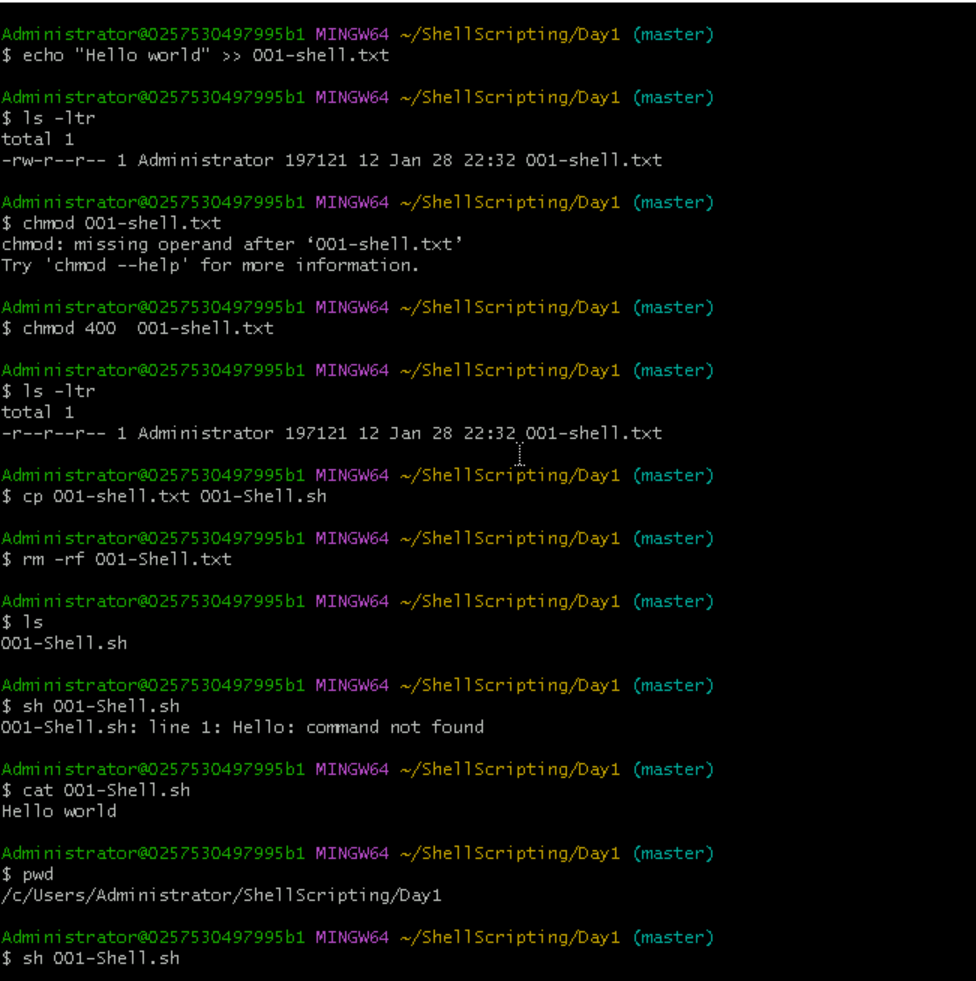 Administrator@0257530497995b1 MINGW64 ~/ShellScripting/Day1 (master)
$ echo "Hello world" >> 001-shell.txt
Administrator@0257530497995b1 MINGW64 ~/ShellScripting/Day1 (master)
$ ls -ltr
total 1
-rw-r--r-- 1 Administrator 197121 12 Jan 28 22:32 001-shell.txt
Administrator@0257530497995b1 MINGW64 ~/ShellScripting/Day1 (master)
$ chmod 001-shell.txt
chmod: missing operand after ‘001-shell.txt’
Try 'chmod --help' for more information.
Administrator@0257530497995b1 MINGW64 ~/ShellScripting/Day1 (master)
$ chmod 400  001-shell.txt
Administrator@0257530497995b1 MINGW64 ~/ShellScripting/Day1 (master)
$ ls -ltr
total 1
-r--r--r-- 1 Administrator 197121 12 Jan 28 22:32 001-shell.txt
Administrator@0257530497995b1 MINGW64 ~/ShellScripting/Day1 (master)
$ cp 001-shell.txt 001-Shell.sh
Administrator@0257530497995b1 MINGW64 ~/ShellScripting/Day1 (master)
$ rm -rf 001-Shell.txt
Administrator@0257530497995b1 MINGW64 ~/ShellScripting/Day1 (master)
$ ls
001-Shell.sh
Administrator@0257530497995b1 MINGW64 ~/ShellScripting/Day1 (master)
$ sh 001-Shell.sh
001-Shell.sh: line 1: Hello: command not found
Administrator@0257530497995b1 MINGW64 ~/ShellScripting/Day1 (master)
$ cat 001-Shell.sh
Hello world
Administrator@0257530497995b1 MINGW64 ~/ShellScripting/Day1 (master)
$ pwd
/c/Users/Administrator/ShellScripting/Day1
Administrator@0257530497995b1 MINGW64 ~/ShellScripting/Day1 (master)
$ sh 001-Shell.sh